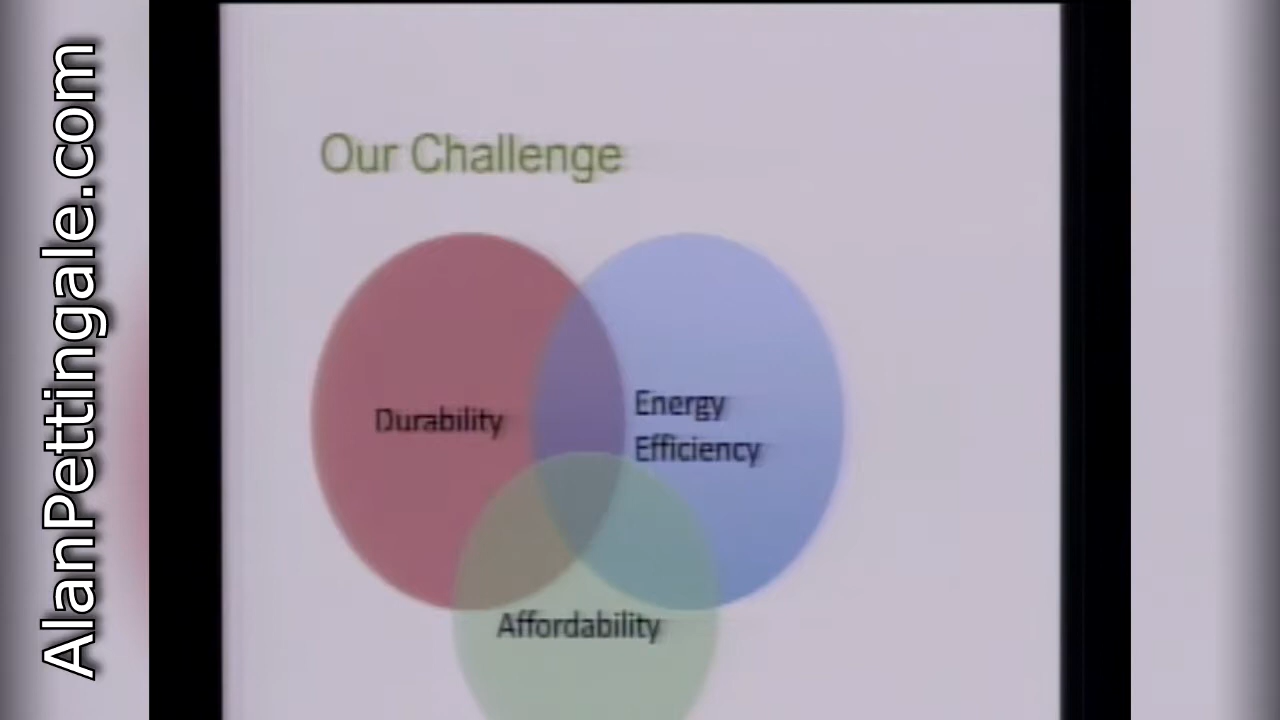 AlanPettingale.com
Our Challenge
Durability
Energy
Efficiency
Affordability